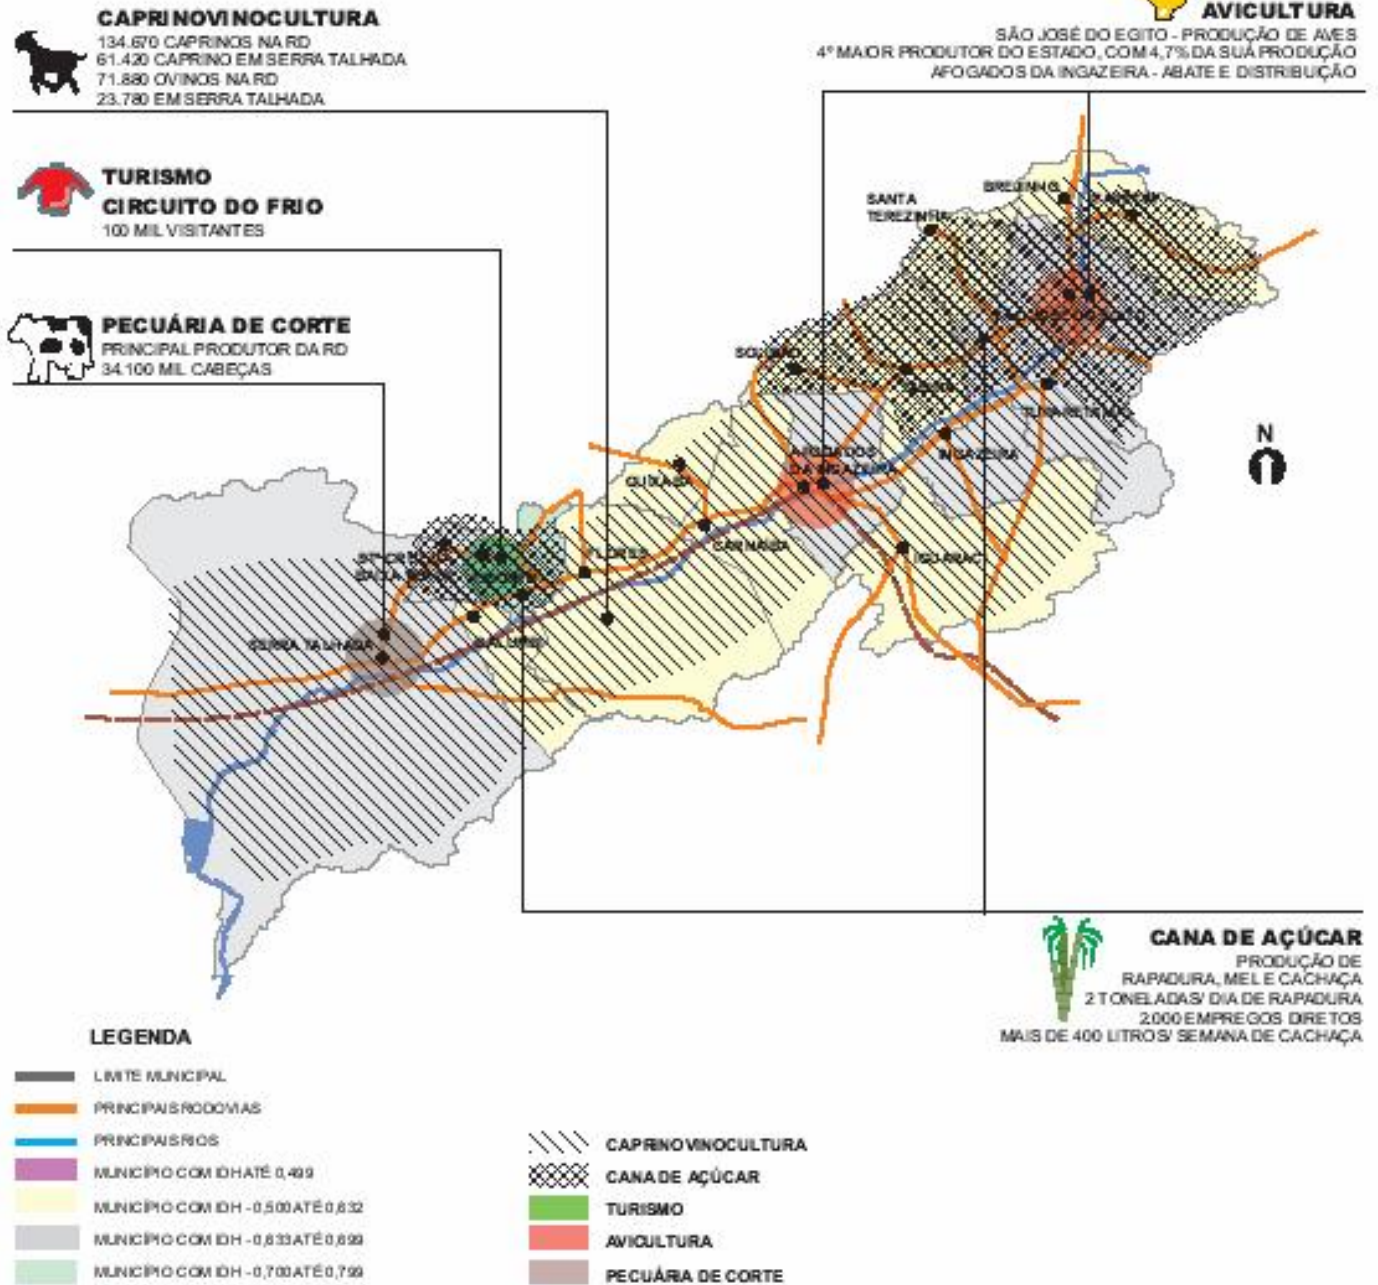 CAPRINOVINOCULTURA
134.670 CAPRINOS NA RD
61.420 CAPRINO EM SERRA TALHADA
71.880 OVINOS NA RD
23.780 EM SERRA TALHADA
AVICULTURA
SÃO JOSÉ DO EGITO - PRODUÇÃO DE AVES
4º MAIOR PRODUTOR DO ESTADO, COM 4,7% DA SUA PRODUÇÃO
AFOGADOS DA INGAZEIRA - ABATE E DISTRIBUIÇÃO
TURISMO
CIRCUITO DO FRIO
100 MIL VISITANTES
PECUÁRIA DE CORTE
PRINCIPAL PRODUTOR DA RD
34.100 MIL CABEÇAS
BREJINHO
SANTA
TEREZINHA
SOLIDÃO
TUPARETAMA
INGAZEIRA
AFOGADOS
DA INGAZEIRA
QUIXABA
CARNAÍBA
IGUARAC
FLORES
SERRA TALHADA
CALUMBI
N
CANA DE AÇÚCAR
PRODUÇÃO DE
RAPADURA, MEL E CACHAÇA
2 TONELADAS/ DIA DE RAPADURA
2000 EMPREGOS DIRETOS
MAIS DE 400 LITROS/ SEMANA DE CACHAÇA
LEGENDA
LIMITE MUNICIPAL
PRINCIPAIS RODOVIAS
PRINCIPAIS RIOS
MUNICÍPIO COM IDH ATÉ 0,499
MUNICÍPIO COM IDH - 0,500 ATÉ 0,632
MUNICÍPIO COM IDH - 0,633 ATÉ 0,699
MUNICÍPIO COM IDH - 0,700 ATÉ 0,799
CAPRINOVINOCULTURA
CANA DE AÇÚCAR
TURISMO
AVICULTURA
PECUÁRIA DE CORTE